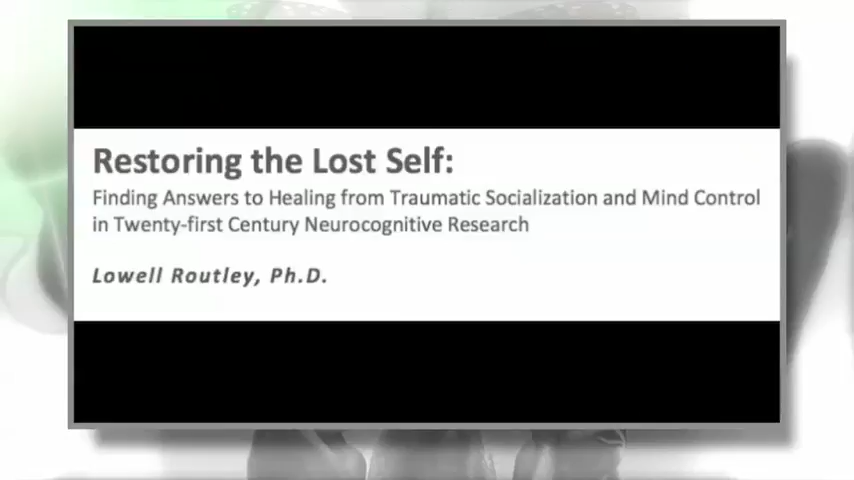 Restoring the Lost Self:
Finding Answers to Healing from Traumatic Socialization and Mind Control
in Twenty-first Century Neurocognitive Research
Lowell Routley, Ph.D.